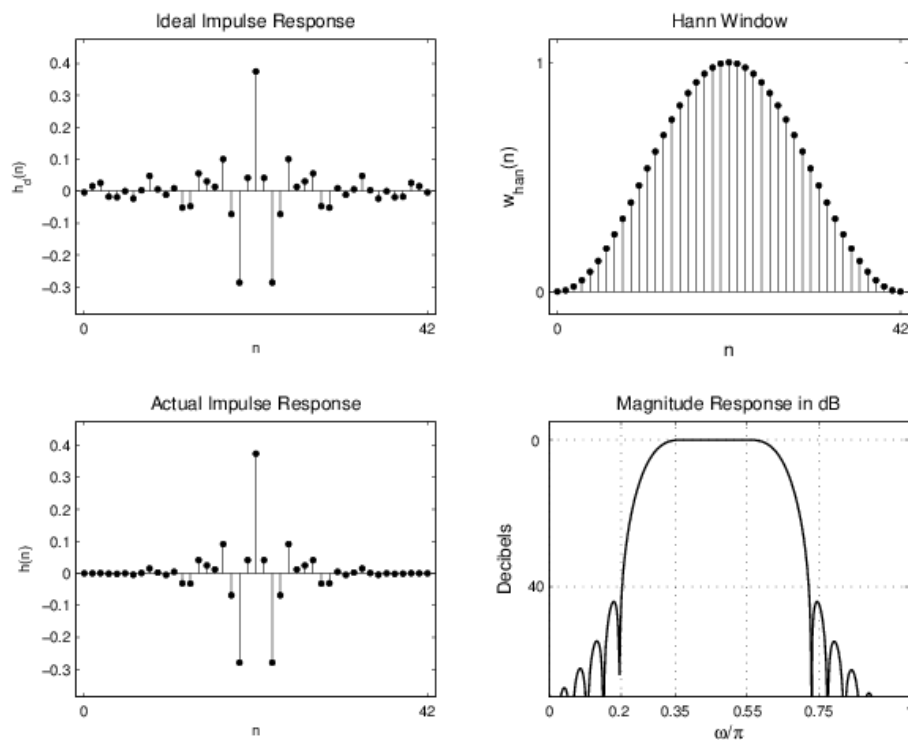 Ideal Impulse Response
0.4
0.3
0.2
0.1
0
−0.1
−0.2
−0.3
h_d(n)
0
42
n
Hann Window
1
0
w_han(n)
0
42
n
Actual Impulse Response
0.4
0.3
0.2
0.1
0
−0.1
−0.2
−0.3
h(n)
0
42
n
Magnitude Response in dB
0
40
Decibels
0
0.2
0.35
0.55
0.75
1
ω/π